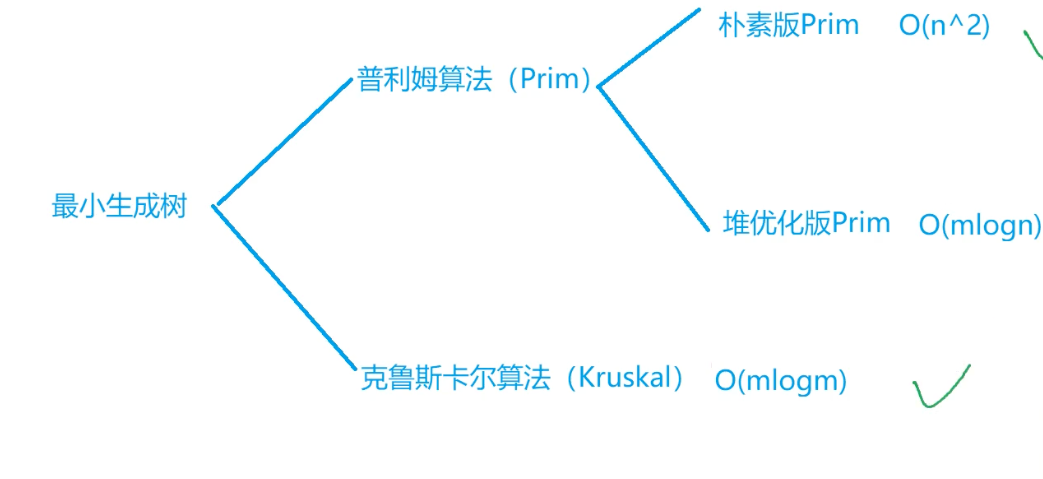 朴素版Prim O(n^2)
普利姆算法（Prim）
最小生成树
堆优化版Prim O(mlogn)
克鲁斯卡尔算法（Kruskal） O(mlogm)